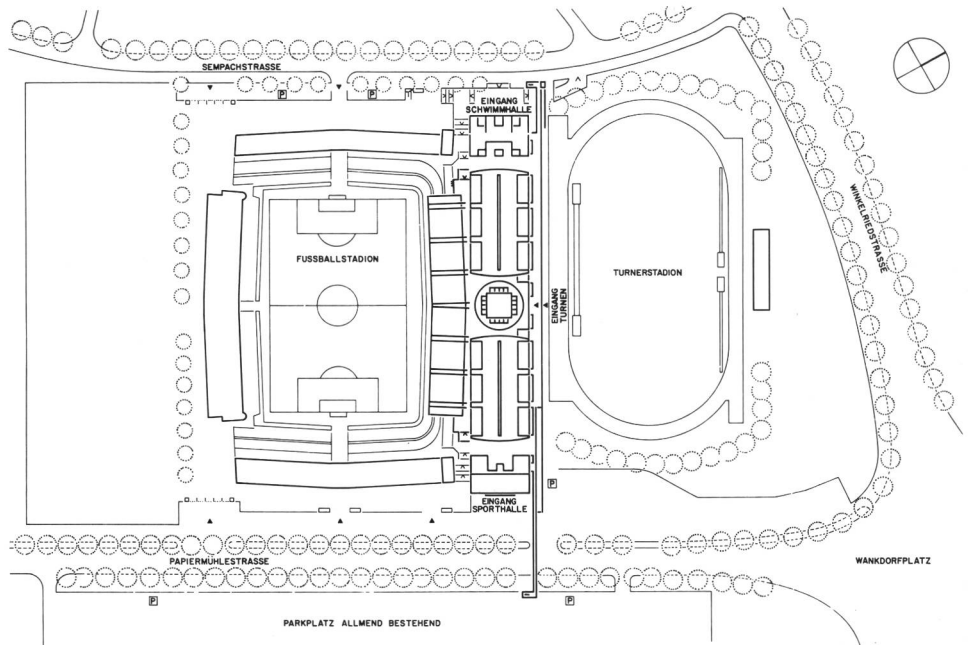 SEMPACHSTRASSE
P
P
EINGANG
SCHWIMMHALLE
WINKELRIEDSTRASSE
FUSSBALLSTADION
TURNERSTADION
EINGANG
TURNEN
P
EINGANG
SPORTHALLE
PAPIERMÜHLESTRASSE
WANKDORFPLATZ
P
P
PARKPLATZ ALLMEND BESTEHEND